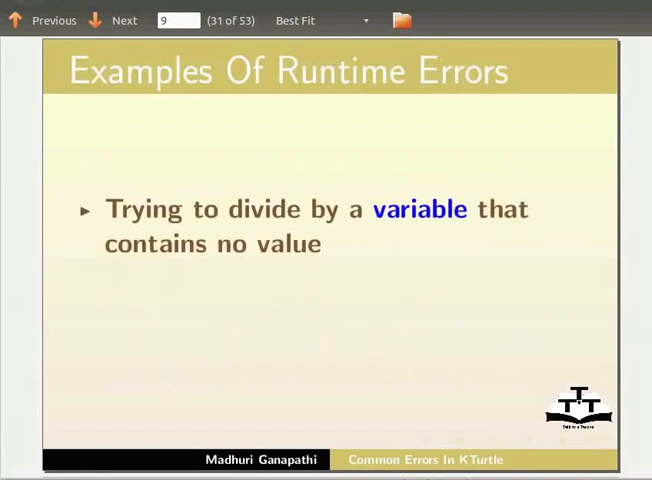 Previous Next 9 (31 of 53) Best Fit
Examples Of Runtime Errors
Trying to divide by a variable that
contains no value
Madhuri Ganapathi Common Errors In KTurtle